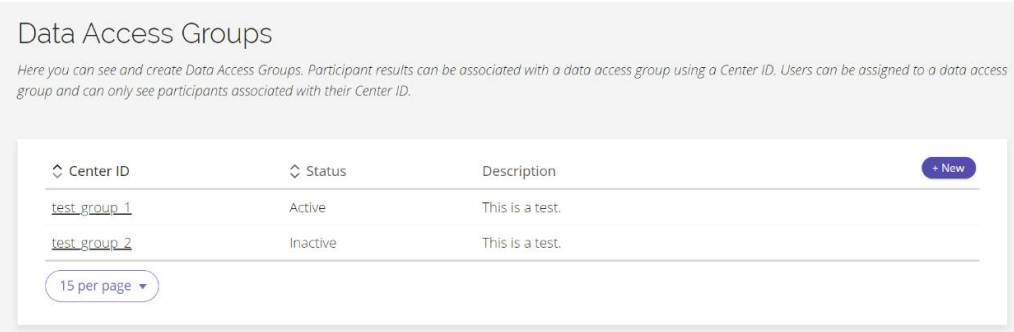 Data Access Groups
Here you can see and create Data Access Groups. Participant results can be associated with a data access group using a Center ID. Users can be assigned to a data access
group and can only see participants associated with their Center ID.
Center ID Status Description + New
test_group_1 Active This is a test.
test_group_2 Inactive This is a test.
15 per page